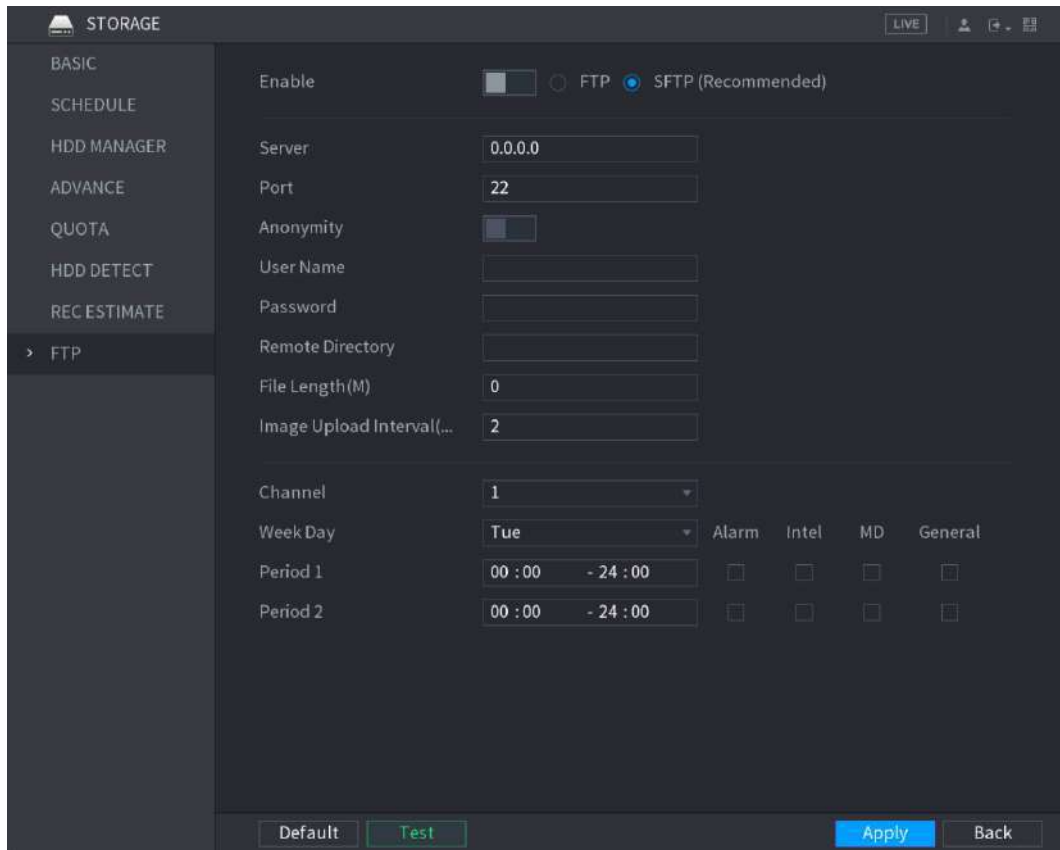 STORAGE LIVE
BASIC
SCHEDULE
HDD MANAGER
ADVANCE
QUOTA
HDD DETECT
REC ESTIMATE
FTP
Enable FTP SFTP (Recommended)
Server 0.0.0.0
Port 22
Anonymity
User Name
Password
Remote Directory
File Length(M) 0
Image Upload Interval(... 2
Channel 1
Week Day Tue Alarm Intel MD General
Period 1 00 : 00 - 24 : 00
Period 2 00 : 00 - 24 : 00
Default Test Apply Back